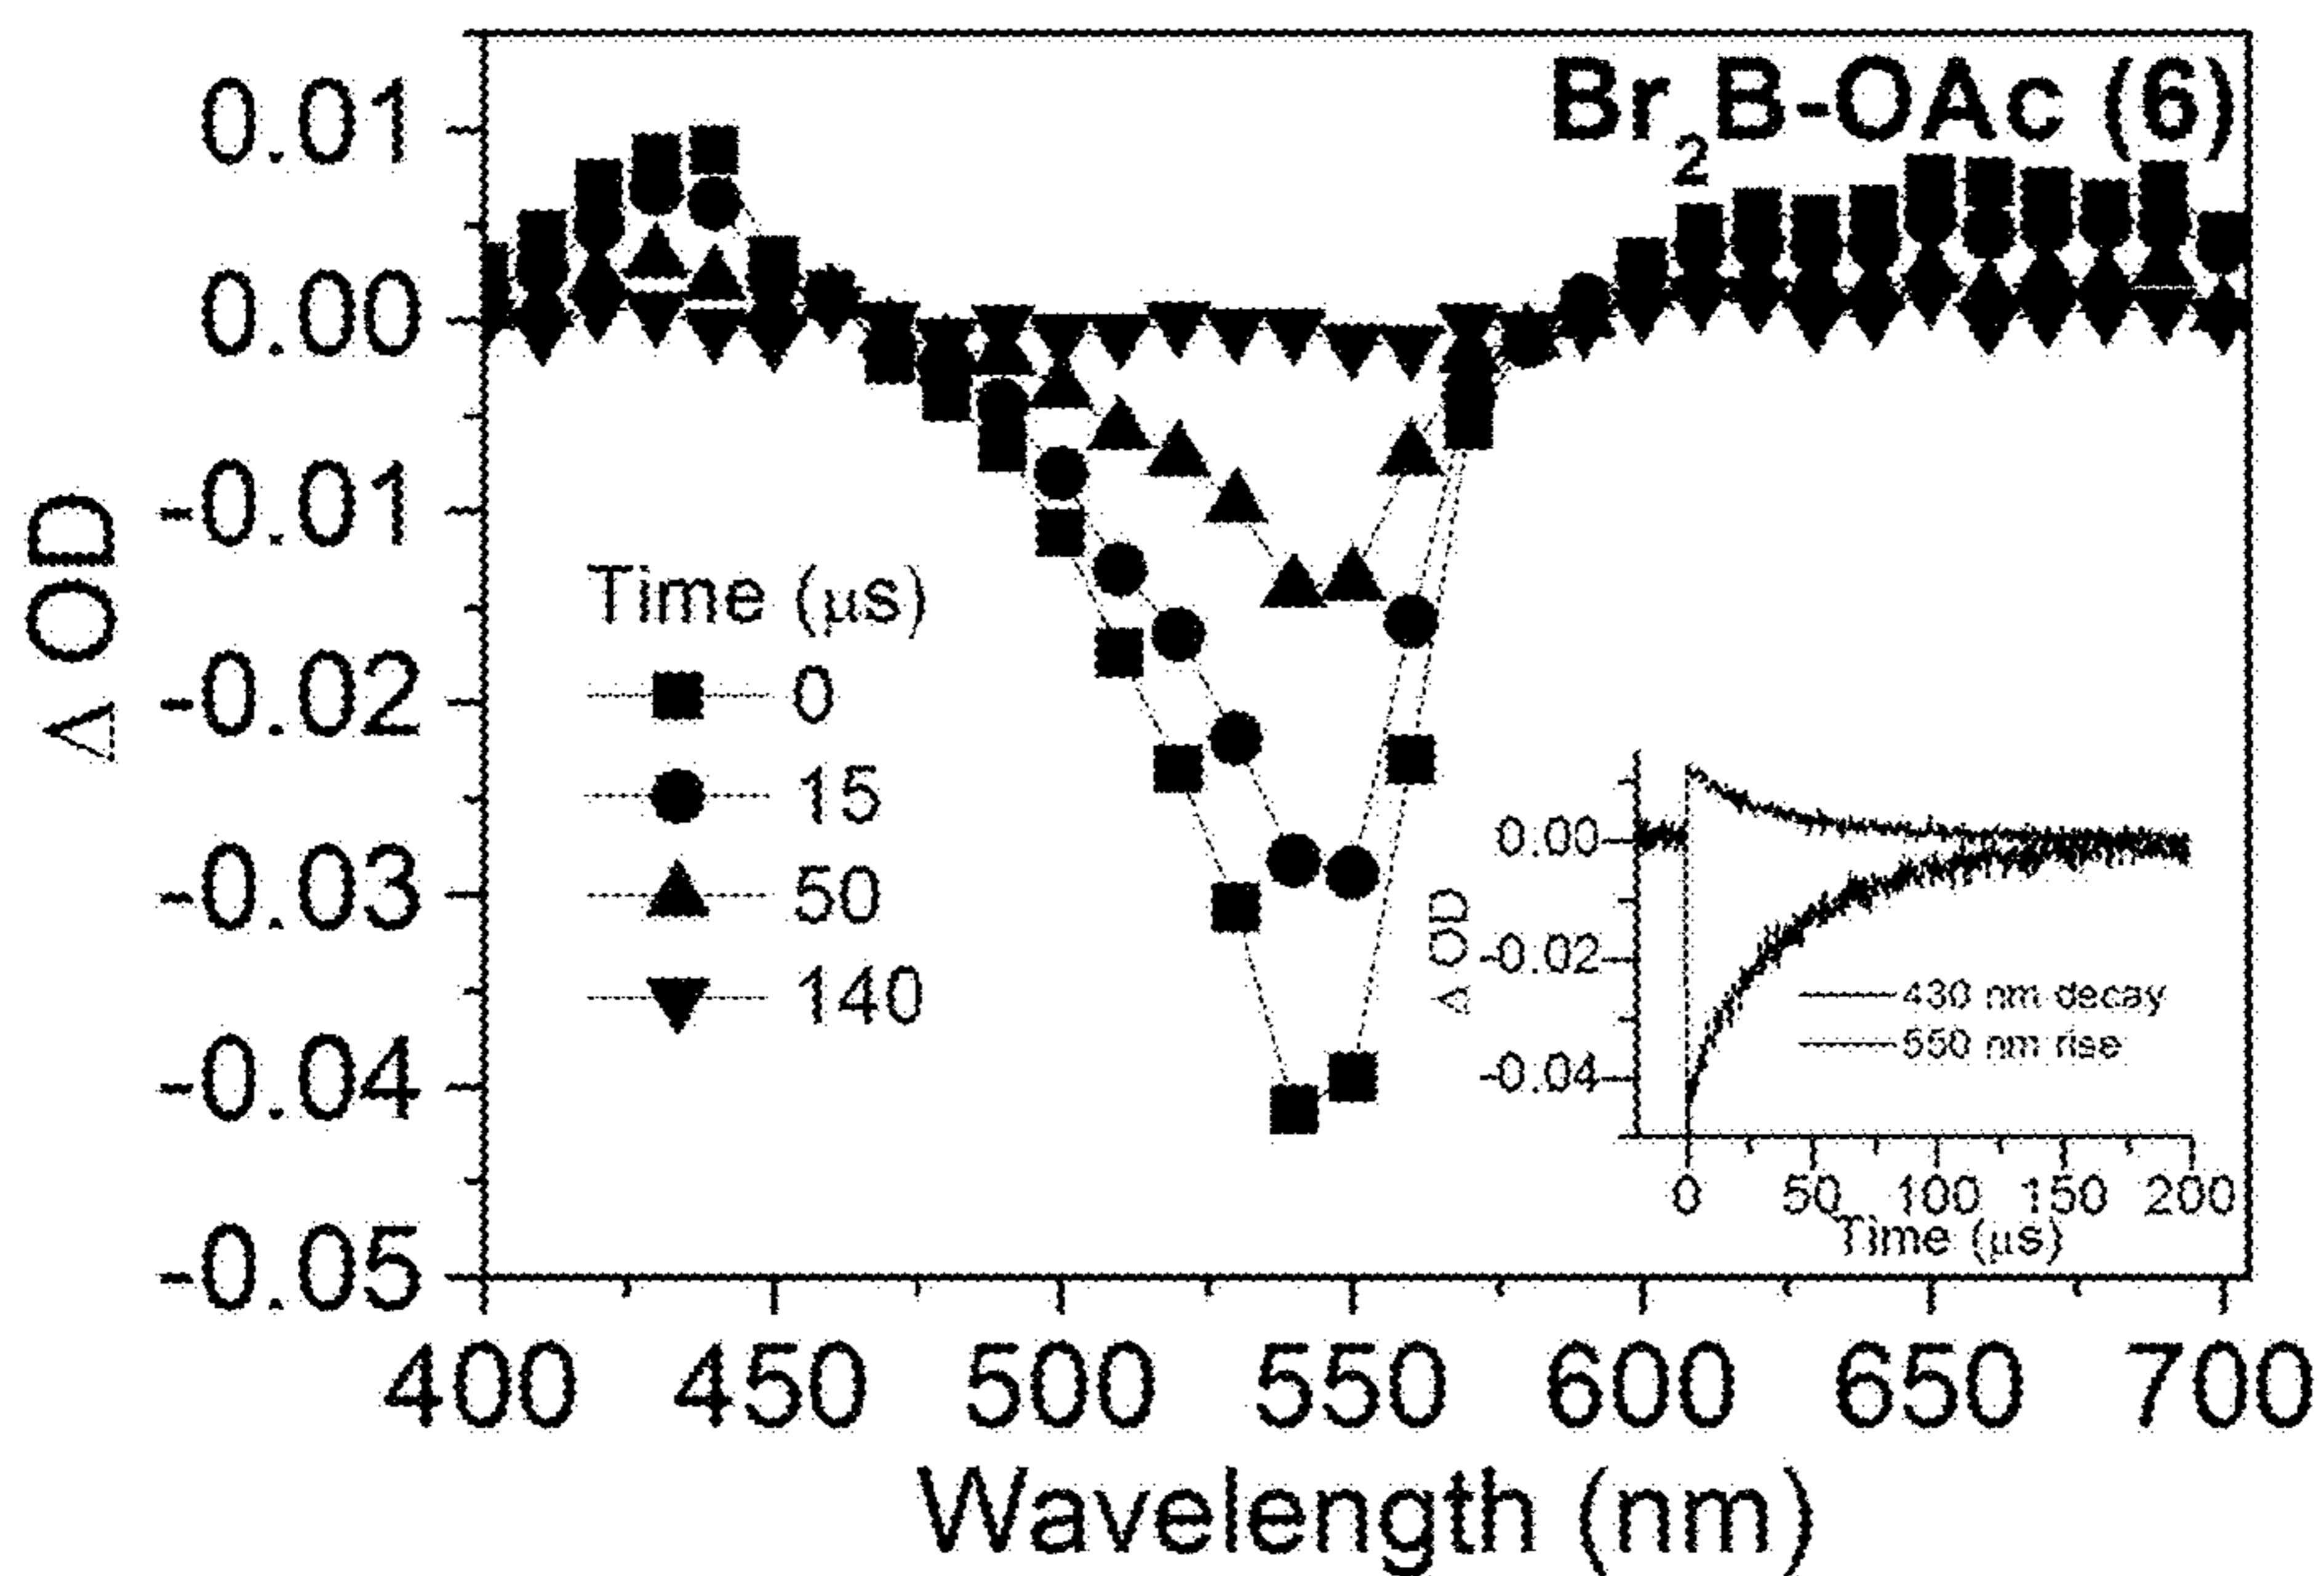 Br2B-OAc (6)
0.01
0.00
-0.01
-0.02
-0.03
-0.04
-0.05
Δ OD
Time (μs)
0
15
50
140
0.00
-0.02
-0.04
Δ OD
430 nm decay
550 nm rise
0 50 100 150 200
Time (μs)
400 450 500 550 600 650 700
Wavelength (nm)